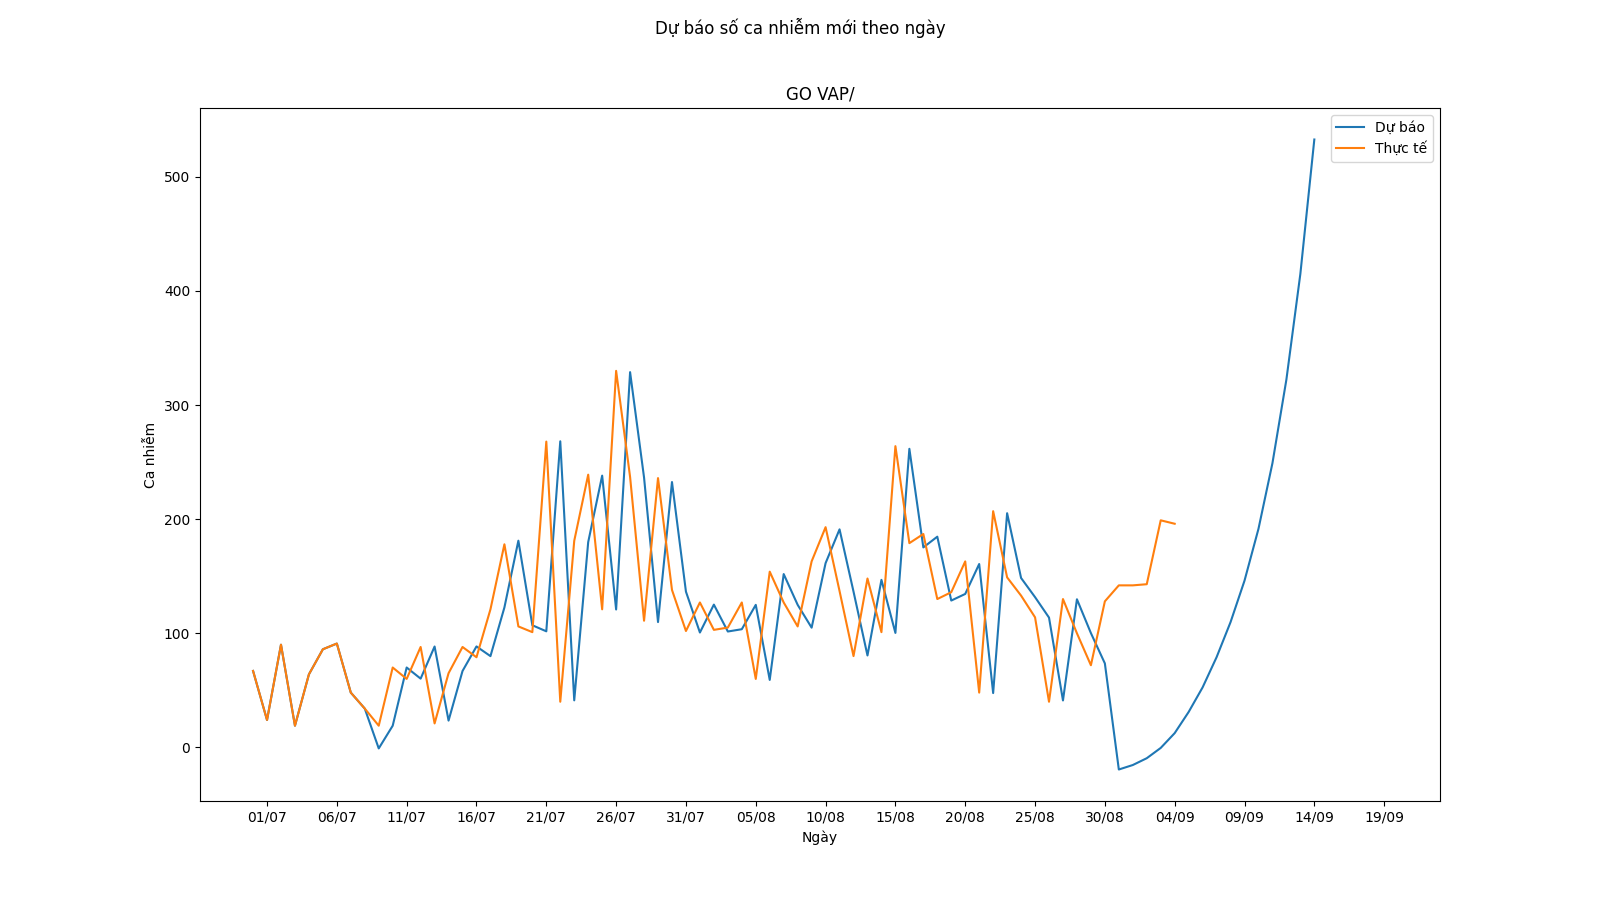 Dự báo số ca nhiễm mới theo ngày
GO VAP/
Dự báo
Thực tế
500
400
300
200
100
0
Ca nhiễm
01/07 06/07 11/07 16/07 21/07 26/07 31/07 05/08 10/08 15/08 20/08 25/08 30/08 04/09 09/09 14/09 19/09
Ngày